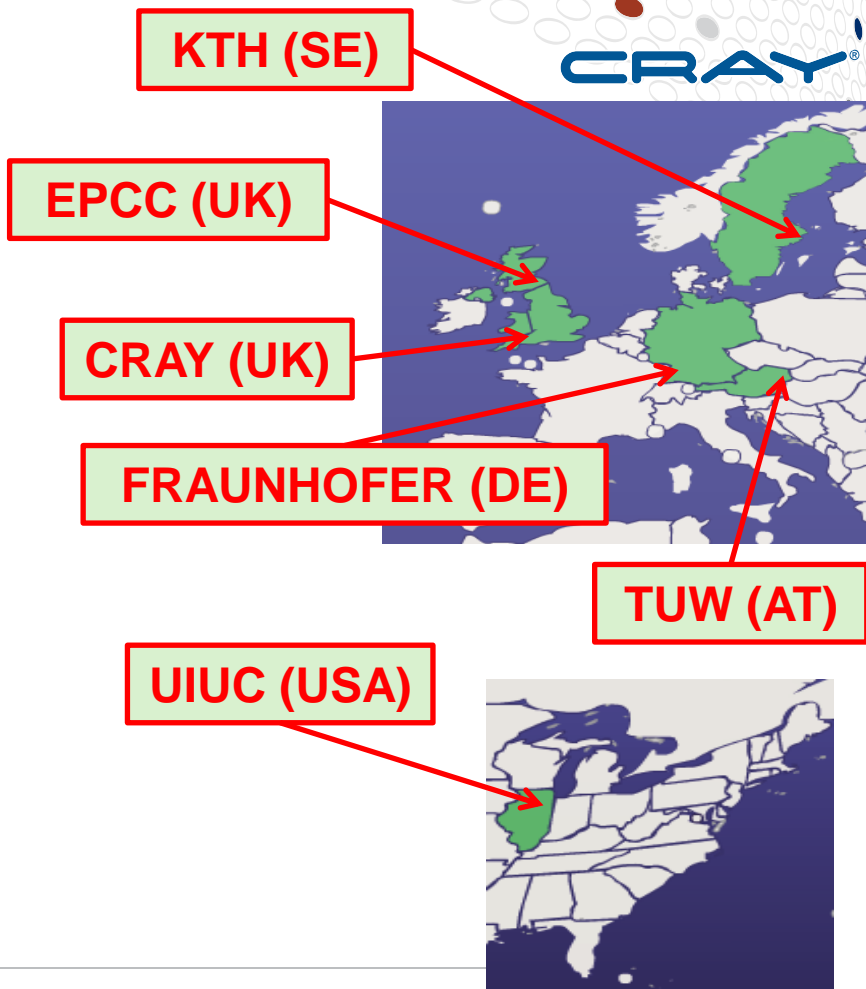 KTH (SE)
CRAY®
EPCC (UK)
CRAY (UK)
FRAUNHOFER (DE)
TUW (AT)
UIUC (USA)